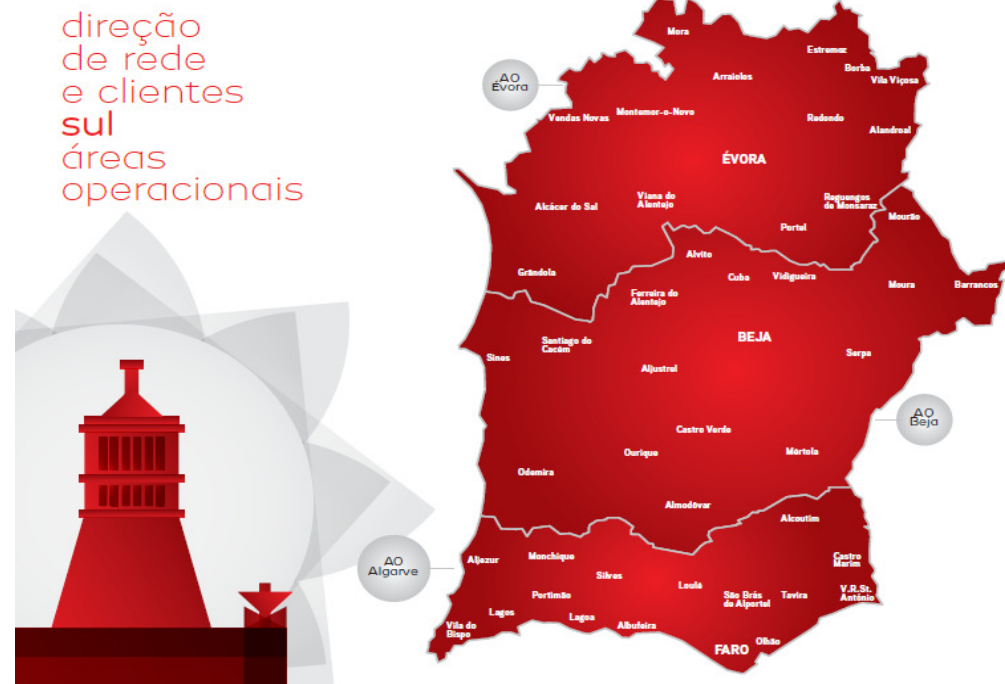 direção
de rede
e clientes
sul
áreas
operacionais
AO
Évora
Mora
Estremoz
Borba
Vila Viçosa
Arraiolos
Vendas Novas
Montemor-o-Novo
Redondo
Alandroal
ÉVORA
Alcácer do Sal
Viana do
Alentejo
Reguengos
de Monsaraz
Mourão
Portel
Grândola
Alvito
Cuba
Vidigueira
Moura
Barrancos
Ferreira do
Alentejo
BEJA
Sines
Santiago do
Cacém
Aljustrel
Serpa
AO
Beja
Castro Verde
Ourique
Mértola
Odemira
Almodôvar
Alcoutim
AO
Algarve
Aljezur
Monchique
Silves
Loulé
Castro
Marim
Portimão
São Brás
de Alportel
Tavira
V.R.St.
António
Lagos
Lagoa
Albufeira
Vila do
Bispo
FARO
Olhão